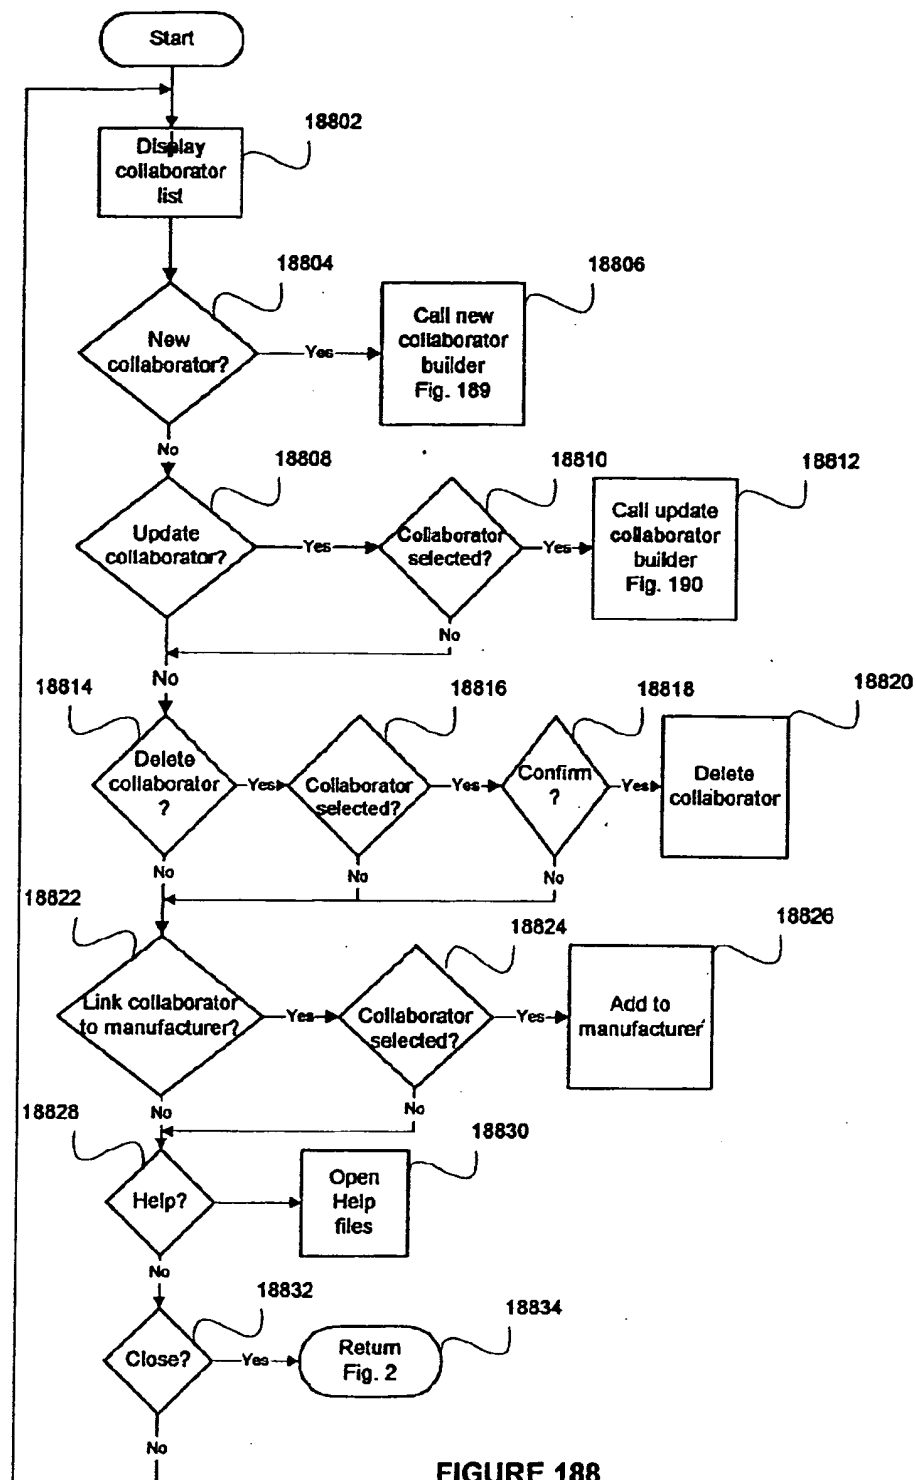 Start
18802
Display
collaborator
list
18804
18806
New
collaborator?
Yes
Call new
collaborator
builder
Fig. 189
No
18808
18810
18812
Update
collaborator?
Yes
Collaborator
selected?
Yes
Call update
collaborator
builder
Fig. 190
No
No
18814
18816
18818
18820
Delete
collaborator
?
Yes
Collaborator
selected?
Yes
Confirm
?
Yes
Delete
collaborator
No
No
No
18822
18824
18826
Link collaborator
to manufacturer?
Yes
Collaborator
selected?
Yes
Add to
manufacturer
No
No
18828
18830
Help?
Open
Help
files
No
18832
18834
Close?
Yes
Return
Fig. 2
No
FIGURE 188